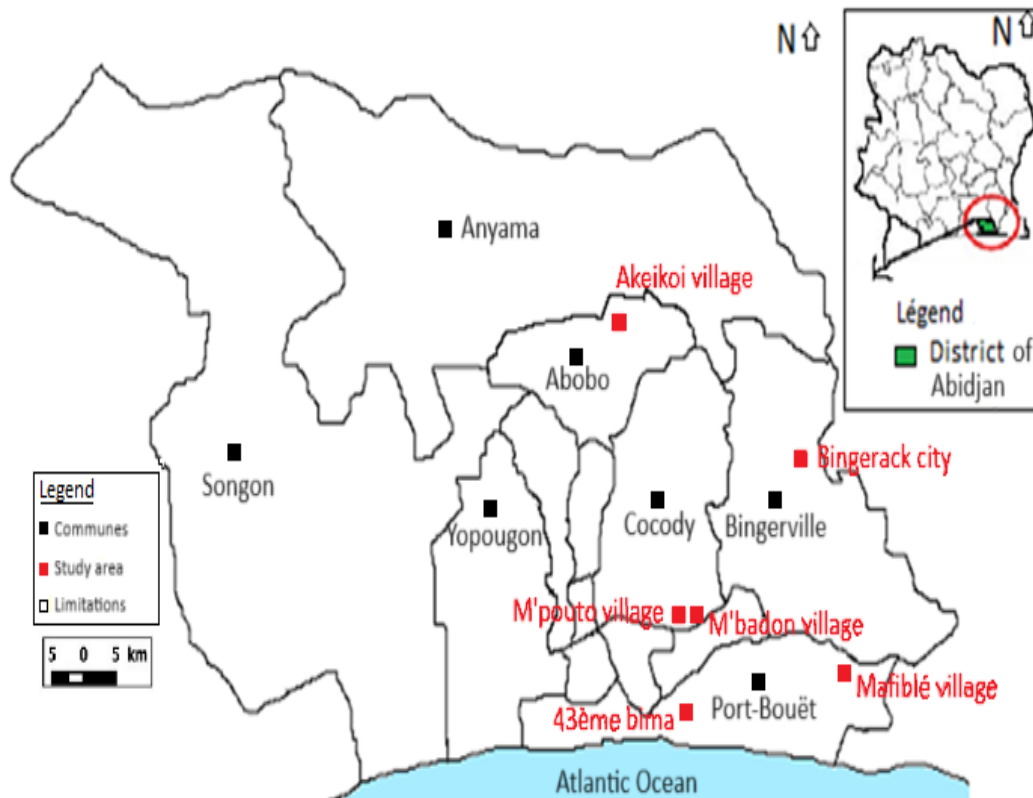 N
N
Anyama
Akeikoi village
Abobo
Légend
District of
Abidjan
Songon
Yopougon
Cocody
Bingerville
Bingerack city
Legend
Communes
Study area
Limitations
5 0 5 km
M'pouto village
M'badon village
Mafiblé village
43ème bima
Port-Bouët
Atlantic Ocean